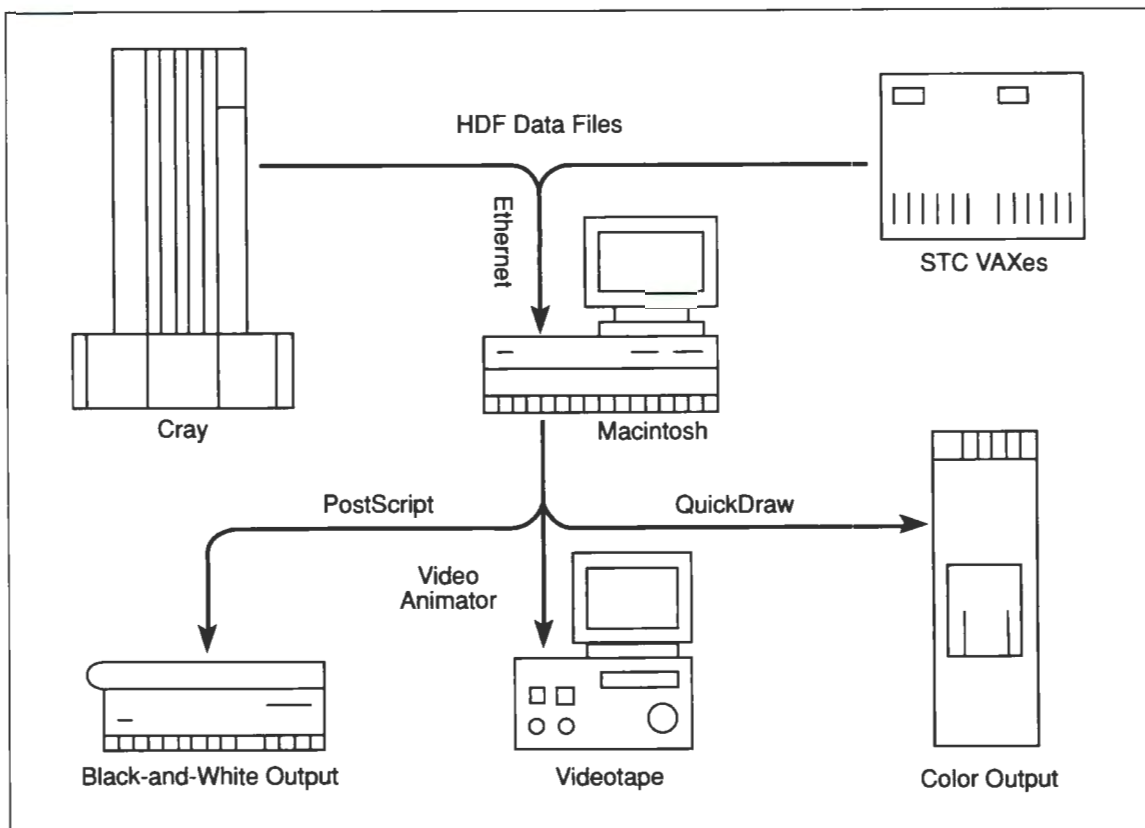 HDF Data Files
Ethernet
STC VAXes
Cray
Macintosh
PostScript
QuickDraw
Video
Animator
Black-and-White Output
Videotape
Color Output